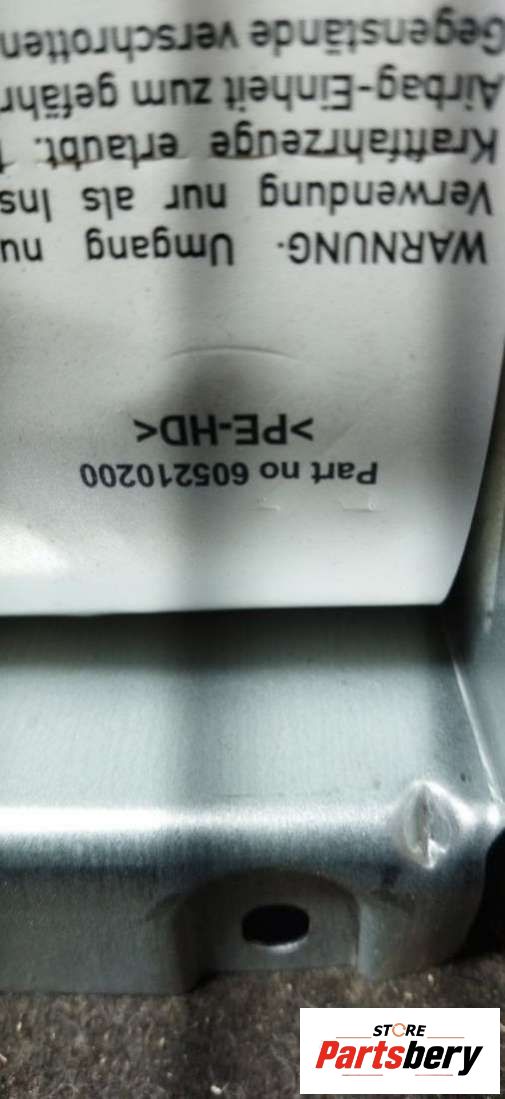 Part no 605210200
>PE-HD<
WARNUNG- Umgang nu
Verwendung nur als Ins
Kraftfahrzeuge erlaubt.
Airbag-Einheit zum gefähr
Gegenstände verschrotten
STORE
Partsbery